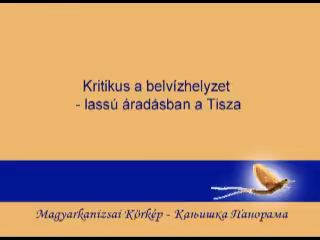 Kritikus a belvízhelyzet
- lassú áradásban a Tisza
Magyarkanizsai Körkép - Кањишка Панорама